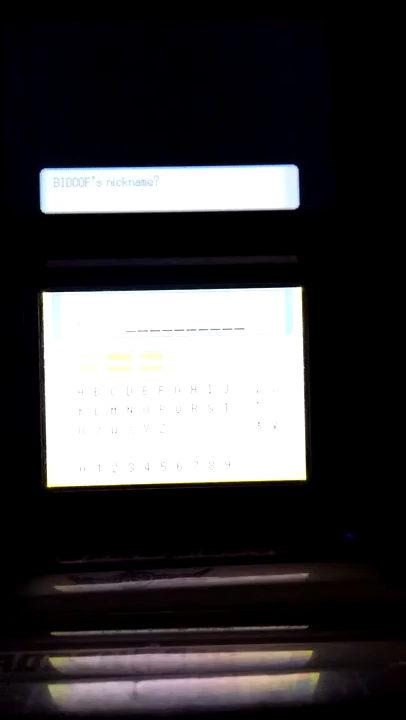 BIDOOF's nickname?
A B C D E F G H I J
K L M N O P Q R S T
U V W X Y Z
0 1 2 3 4 5 6 7 8 9